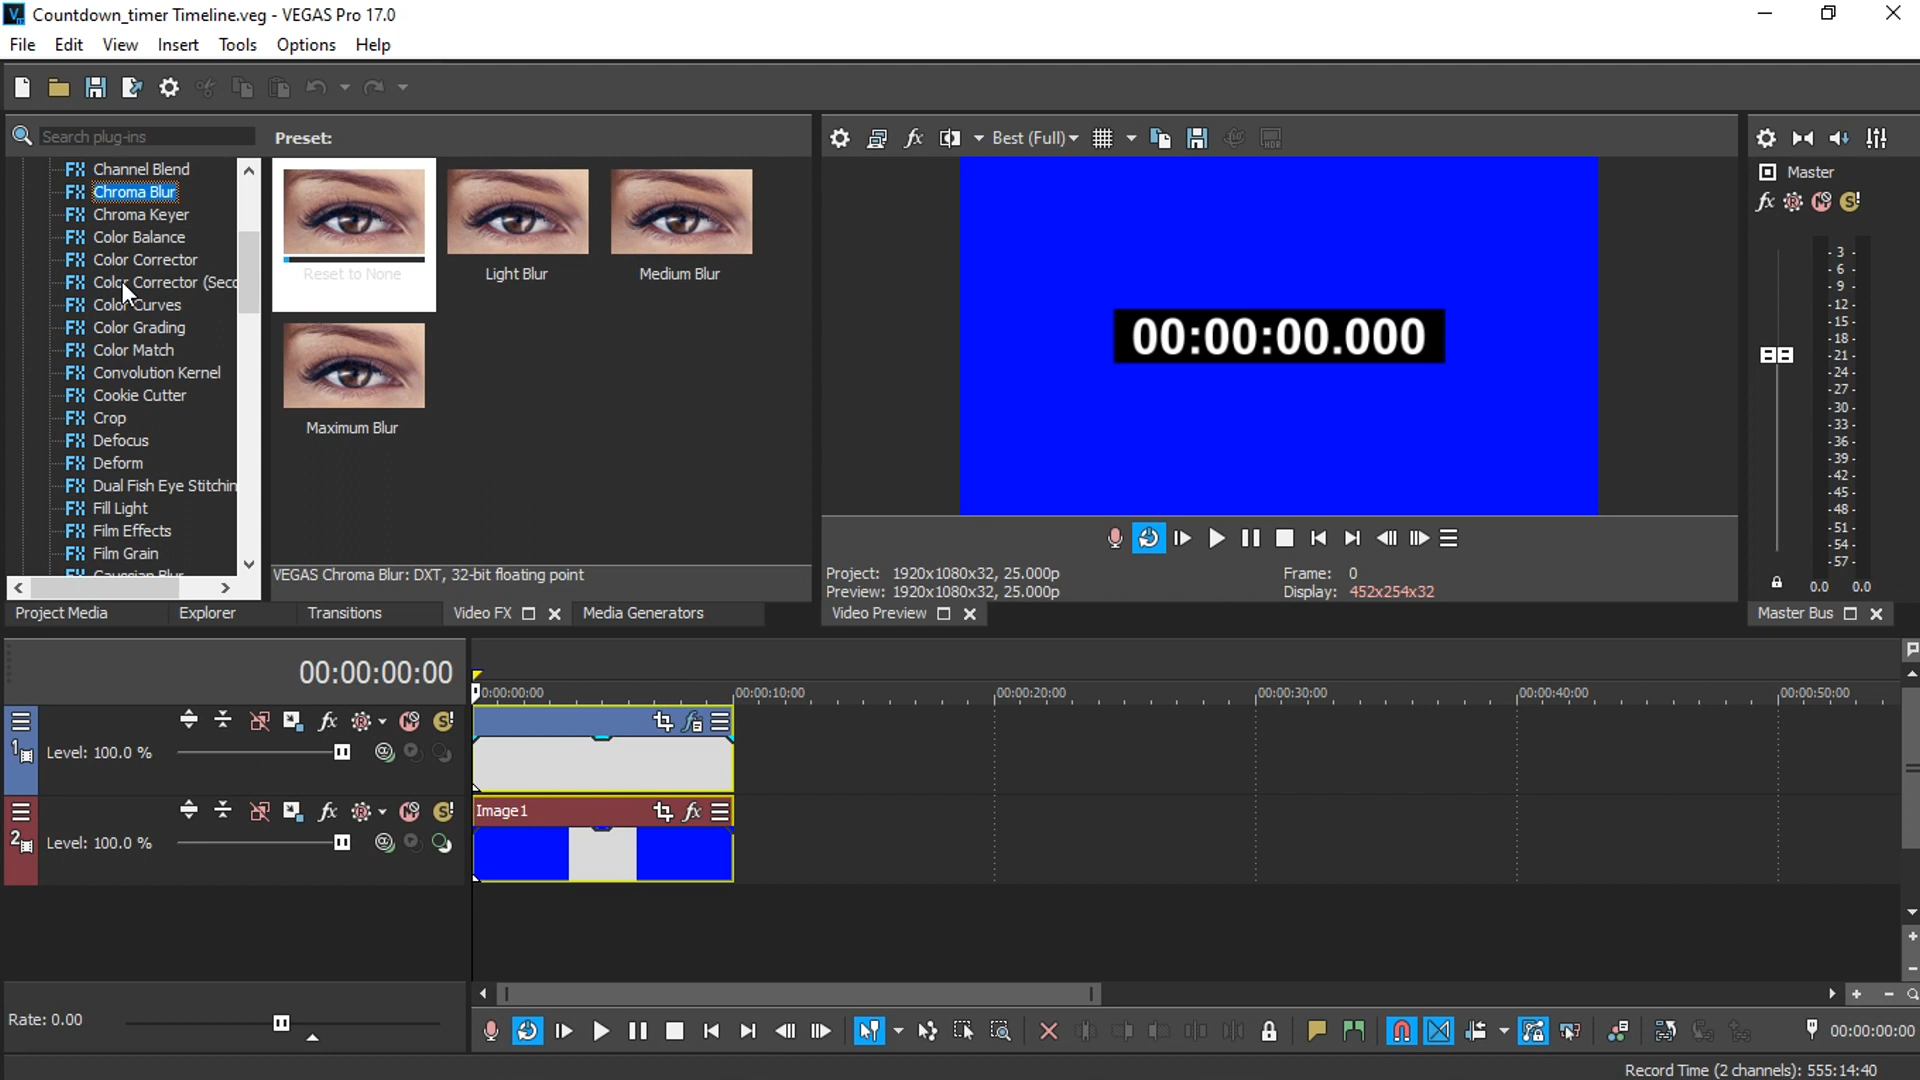 Countdown_timer Timeline.veg - VEGAS Pro 17.0
File Edit View Insert Tools Options Help
Search plug-ins
Preset:
Channel Blend
Chroma Blur
Chroma Keyer
Color Balance
Color Corrector
Color Corrector (Seco
Color Curves
Color Grading
Color Match
Convolution Kernel
Cookie Cutter
Crop
Defocus
Deform
Dual Fish Eye Stitchin
Fill Light
Film Effects
Film Grain
Gaussian Blur
Reset to None
Light Blur
Medium Blur
Maximum Blur
VEGAS Chroma Blur: DXT, 32-bit floating point
Project Media
Explorer
Transitions
Video FX
Media Generators
Best (Full)
00:00:00.000
Project: 1920x1080x32, 25.000p
Preview: 1920x1080x32, 25.000p
Frame: 0
Display: 452x254x32
Video Preview
Master
-3-
-6-
-9-
-12-
-15-
-18-
-21-
-24-
-27-
-30-
-33-
-36-
-39-
-42-
-45-
-48-
-51-
-54-
-57-
0.0 0.0
Master Bus
00:00:00:00
0:00:00:00 00:00:10:00 00:00:20:00 00:00:30:00 00:00:40:00 00:00:50:00
1
Level: 100.0 %
2
Level: 100.0 %
Image1
Rate: 0.00
00:00:00:00
Record Time (2 channels): 555:14:40